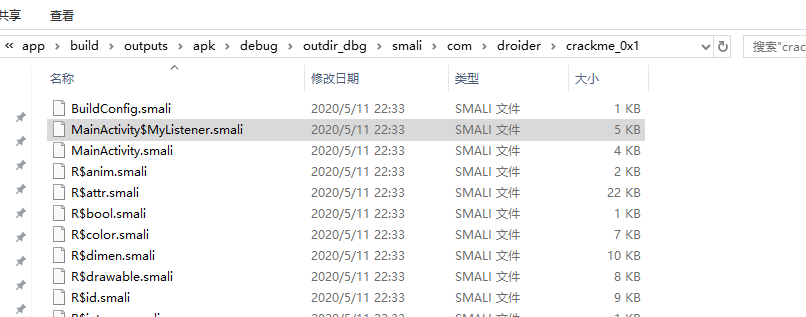 共享 查看
« app > build > outputs > apk > debug > outdir_dbg > smali > com > droider > crackme_0x1 搜索"crac
名称 修改日期 类型 大小
BuildConfig.smali 2020/5/11 22:33 SMALI 文件 1 KB
MainActivity$MyListener.smali 2020/5/11 22:33 SMALI 文件 5 KB
MainActivity.smali 2020/5/11 22:33 SMALI 文件 4 KB
R$anim.smali 2020/5/11 22:33 SMALI 文件 2 KB
R$attr.smali 2020/5/11 22:33 SMALI 文件 22 KB
R$bool.smali 2020/5/11 22:33 SMALI 文件 1 KB
R$color.smali 2020/5/11 22:33 SMALI 文件 7 KB
R$dimen.smali 2020/5/11 22:33 SMALI 文件 10 KB
R$drawable.smali 2020/5/11 22:33 SMALI 文件 8 KB
R$id.smali 2020/5/11 22:33 SMALI 文件 9 KB